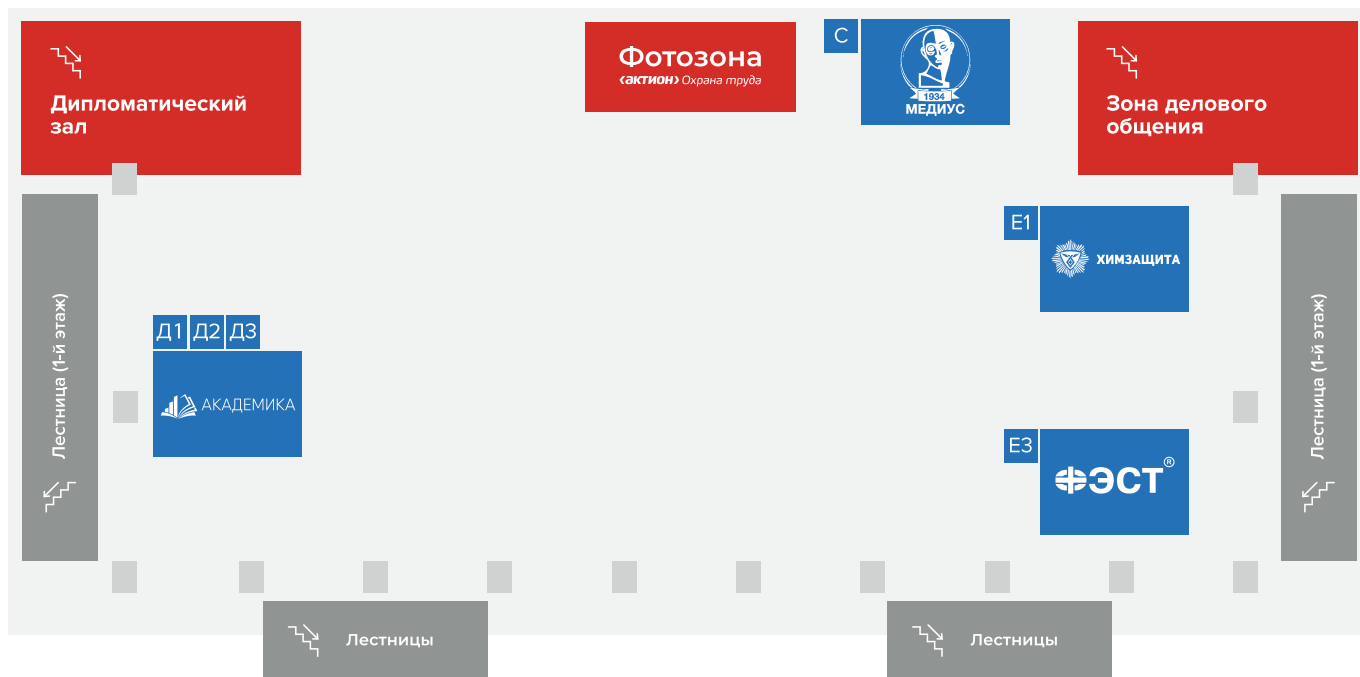 Дипломатический
зал
Фотозона
‹актион› Охрана труда
С
1934
МЕДИУС
Зона делового
общения
Е1
ХИМЗАЩИТА
Лестница (1-й этаж)
Д1 Д2 Д3
АКАДЕМИКА
Лестница (1-й этаж)
Е3
ФЭСТ®
Лестницы
Лестницы